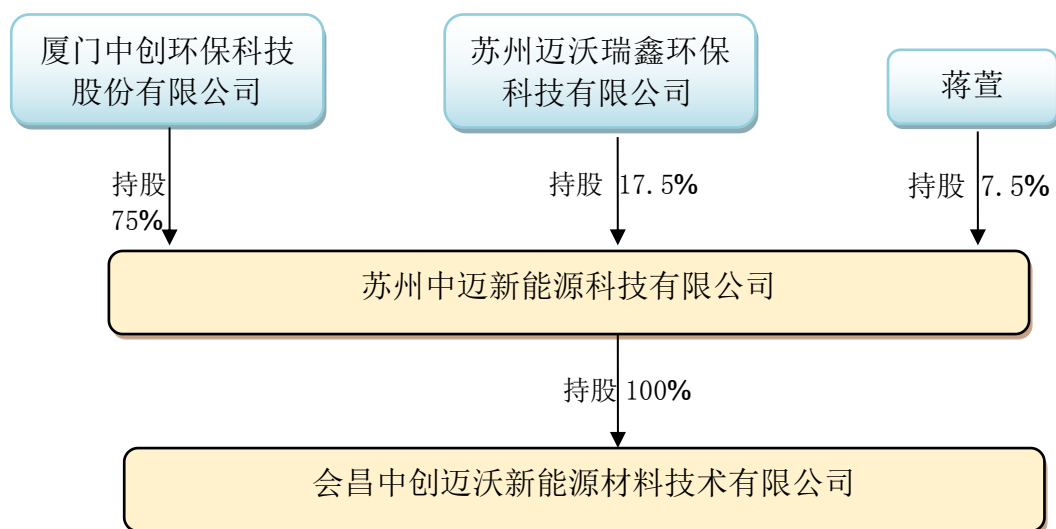 厦门中创环保科技
股份有限公司
苏州迈沃瑞鑫环保
科技有限公司
蒋萱
持股
75%
持股 17.5%
持股 7.5%
苏州中迈新能源科技有限公司
持股 100%
会昌中创迈沃新能源材料技术有限公司